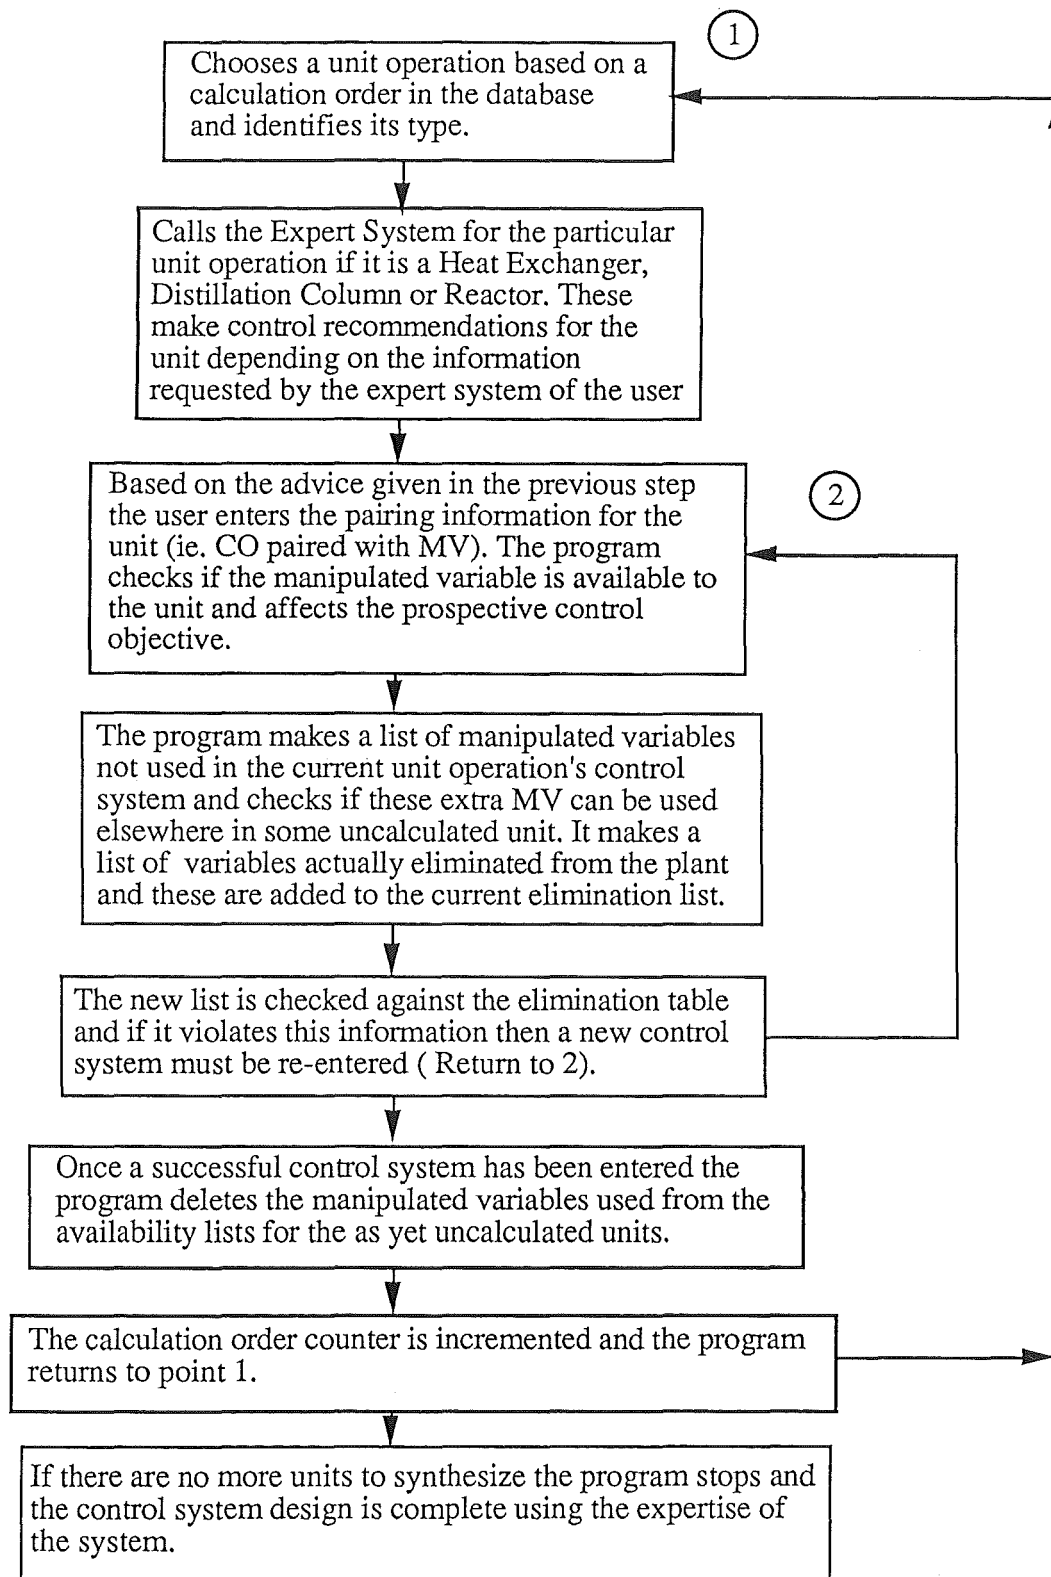 1
Chooses a unit operation based on a
calculation order in the database
and identifies its type.
Calls the Expert System for the particular
unit operation if it is a Heat Exchanger,
Distillation Column or Reactor. These
make control recommendations for the
unit depending on the information
requested by the expert system of the user
2
Based on the advice given in the previous step
the user enters the pairing information for the
unit (ie. CO paired with MV). The program
checks if the manipulated variable is available to
the unit and affects the prospective control
objective.
The program makes a list of manipulated variables
not used in the current unit operation's control
system and checks if these extra MV can be used
elsewhere in some uncalculated unit. It makes a
list of variables actually eliminated from the plant
and these are added to the current elimination list.
The new list is checked against the elimination table
and if it violates this information then a new control
system must be re-entered ( Return to 2).
Once a successful control system has been entered the
program deletes the manipulated variables used from the
availability lists for the as yet uncalculated units.
The calculation order counter is incremented and the program
returns to point 1.
If there are no more units to synthesize the program stops and
the control system design is complete using the expertise of
the system.